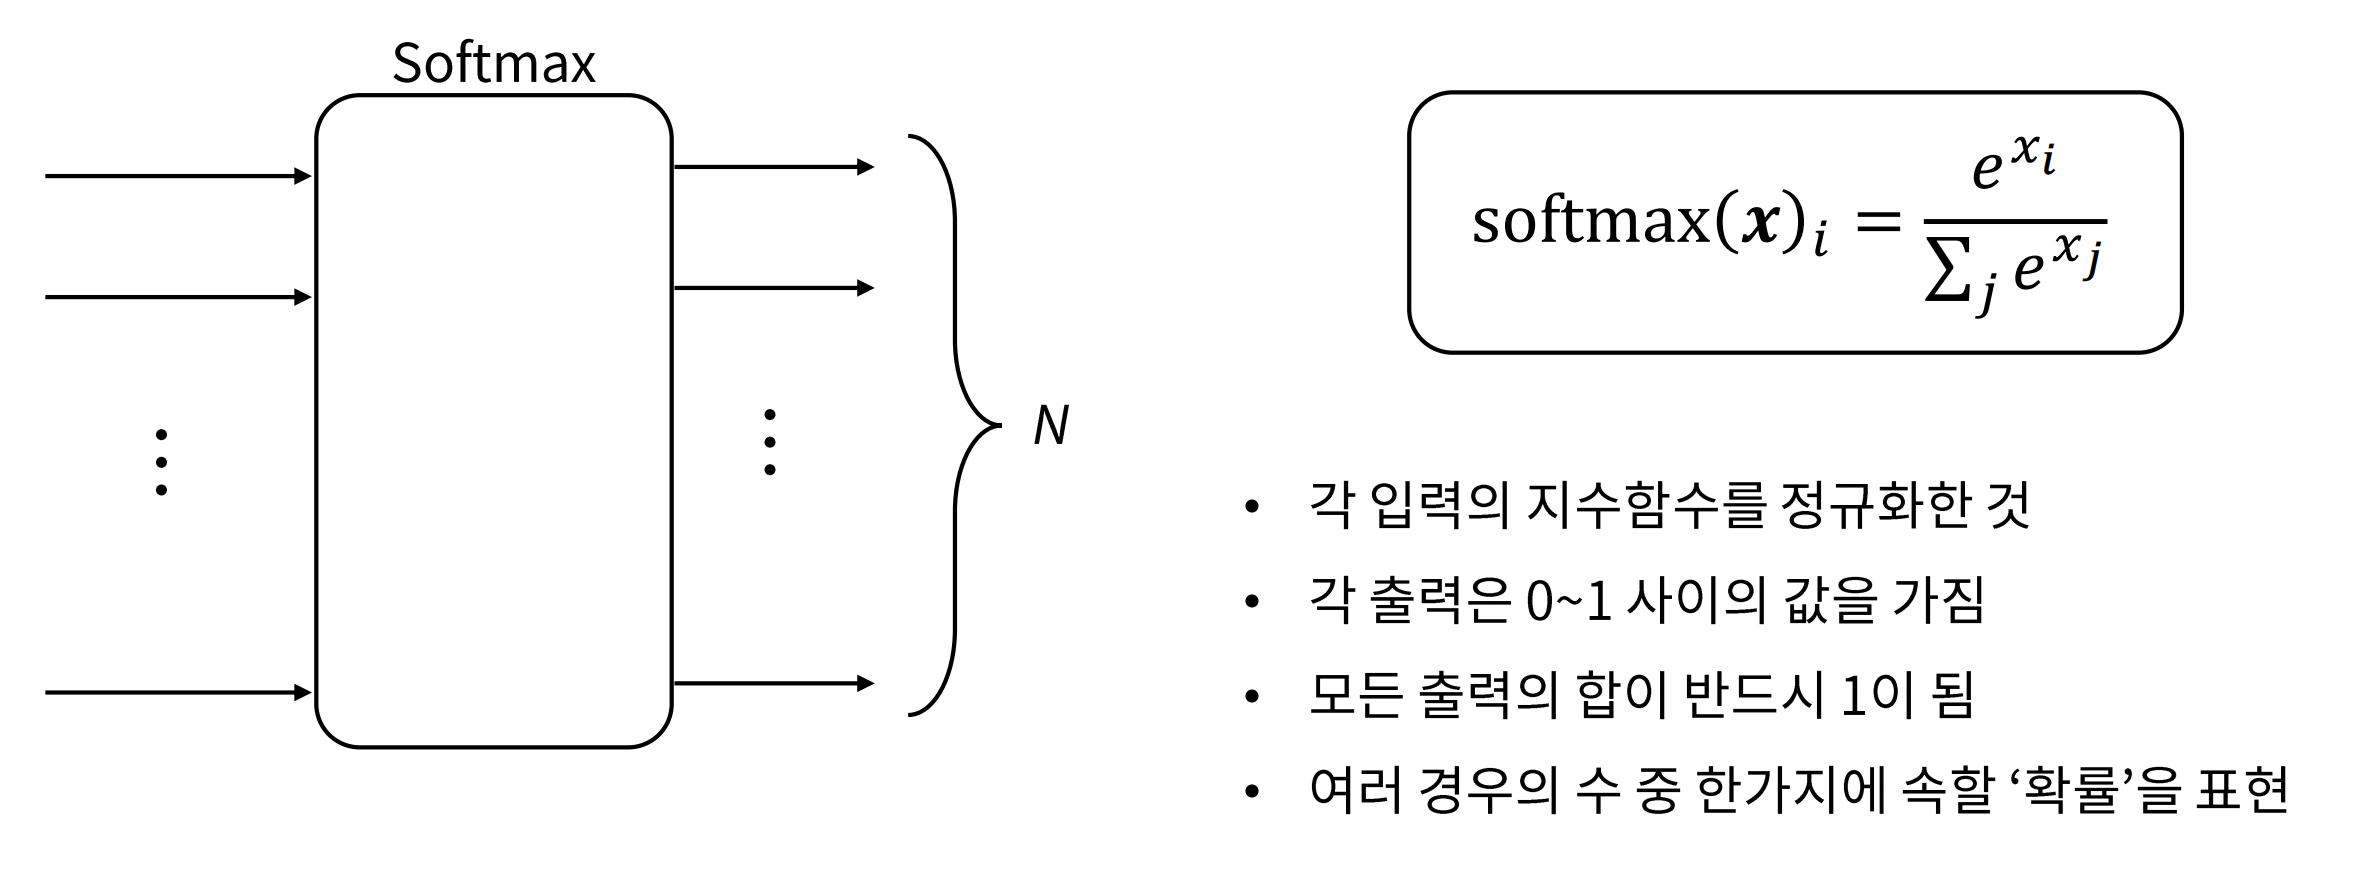 Softmax
N
softmax(𝒙)ᵢ = e^{x_i} / ∑_j e^{x_j}
• 각 입력의 지수함수를 정규화한 것
• 각 출력은 0~1 사이의 값을 가짐
• 모든 출력의 합이 반드시 1이 됨
• 여러 경우의 수 중 한가지에 속할 ‘확률’을 표현